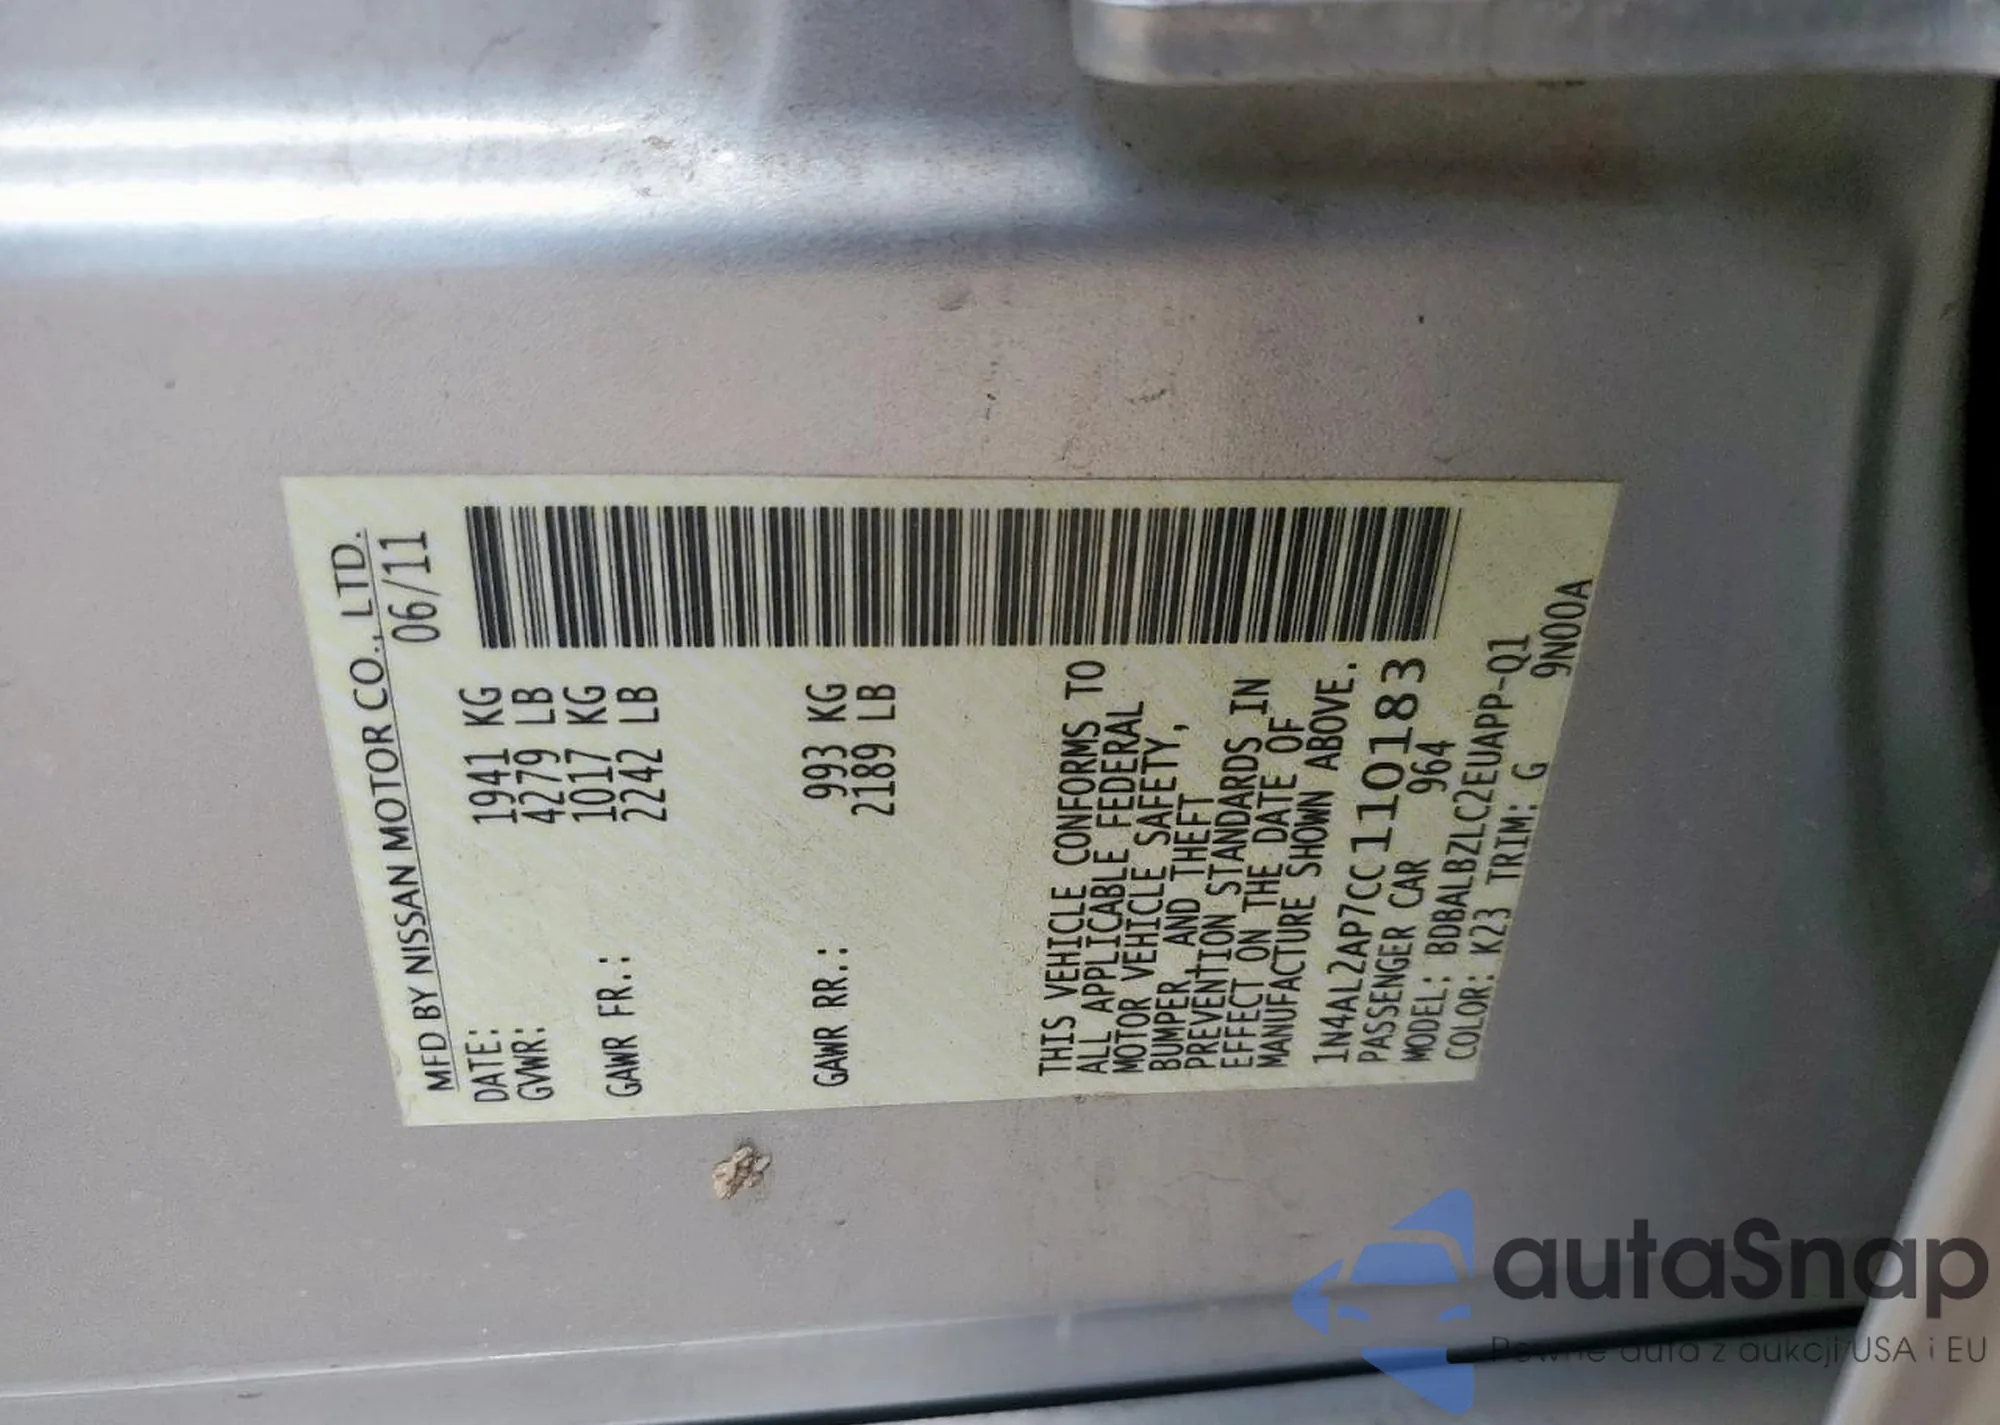 MFD BY NISSAN MOTOR CO., LTD.
DATE: 06/11
GVWR: 1941 KG
4279 LB
GAWR FR.: 1017 KG
2242 LB
GAWR RR.: 993 KG
2189 LB
THIS VEHICLE CONFORMS TO
ALL APPLICABLE FEDERAL
MOTOR VEHICLE SAFETY,
BUMPER, AND THEFT
PREVENTION STANDARDS IN
EFFECT ON THE DATE OF
MANUFACTURE SHOWN ABOVE.
1N4AL2AP7CC110183
PASSENGER CAR 964
MODEL: BDBALBZLC2EUAPP-Q1
COLOR: K23 TRIM: G 9N00A
autaSnap
Pewne auta z aukcji USA i EU